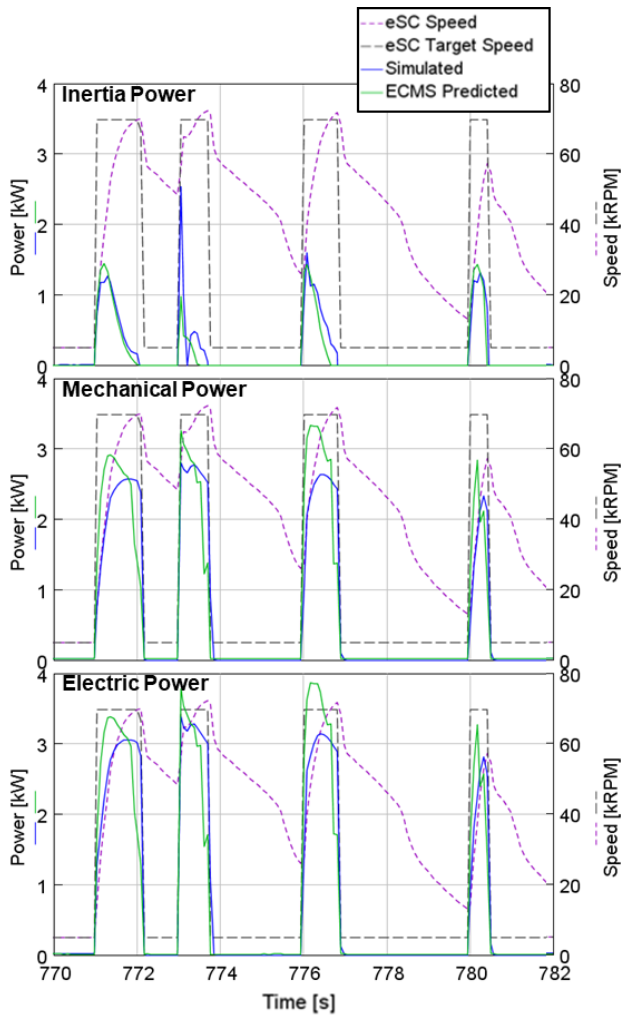 eSC Speed
eSC Target Speed
Simulated
ECMS Predicted
Inertia Power
4
3
2
1
0
Power [kW]
80
60
40
20
0
Speed [kRPM]
Mechanical Power
4
3
2
1
0
Power [kW]
80
60
40
20
0
Speed [kRPM]
Electric Power
4
3
2
1
0
Power [kW]
80
60
40
20
0
Speed [kRPM]
770 772 774 776 778 780 782
Time [s]